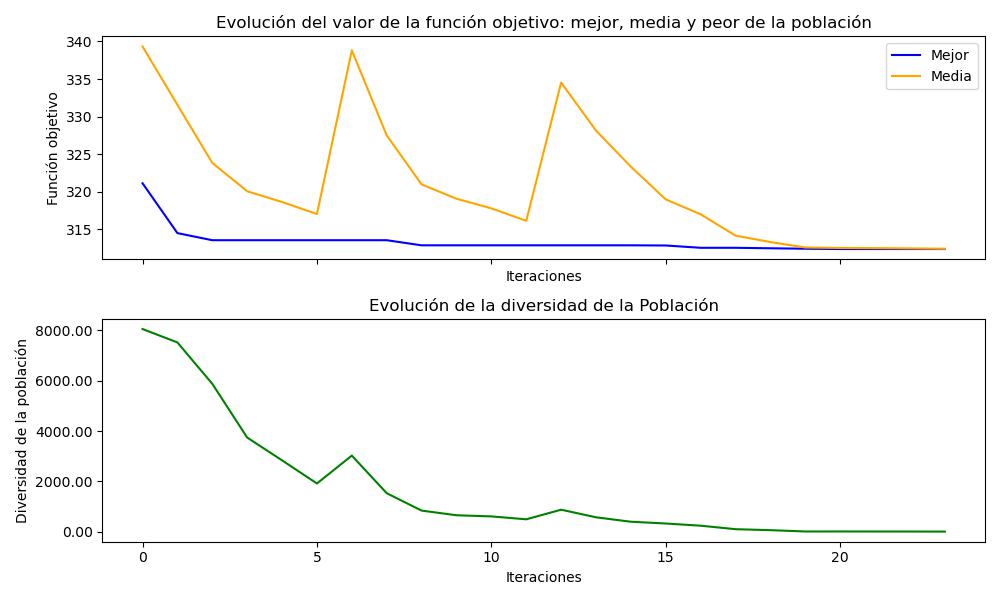 Evolución del valor de la función objetivo: mejor, media y peor de la población
340
335
330
325
320
315
Función objetivo
Mejor
Media
Iteraciones
Evolución de la diversidad de la Población
8000.00
6000.00
4000.00
2000.00
0.00
Diversidad de la población
0 5 10 15 20
Iteraciones